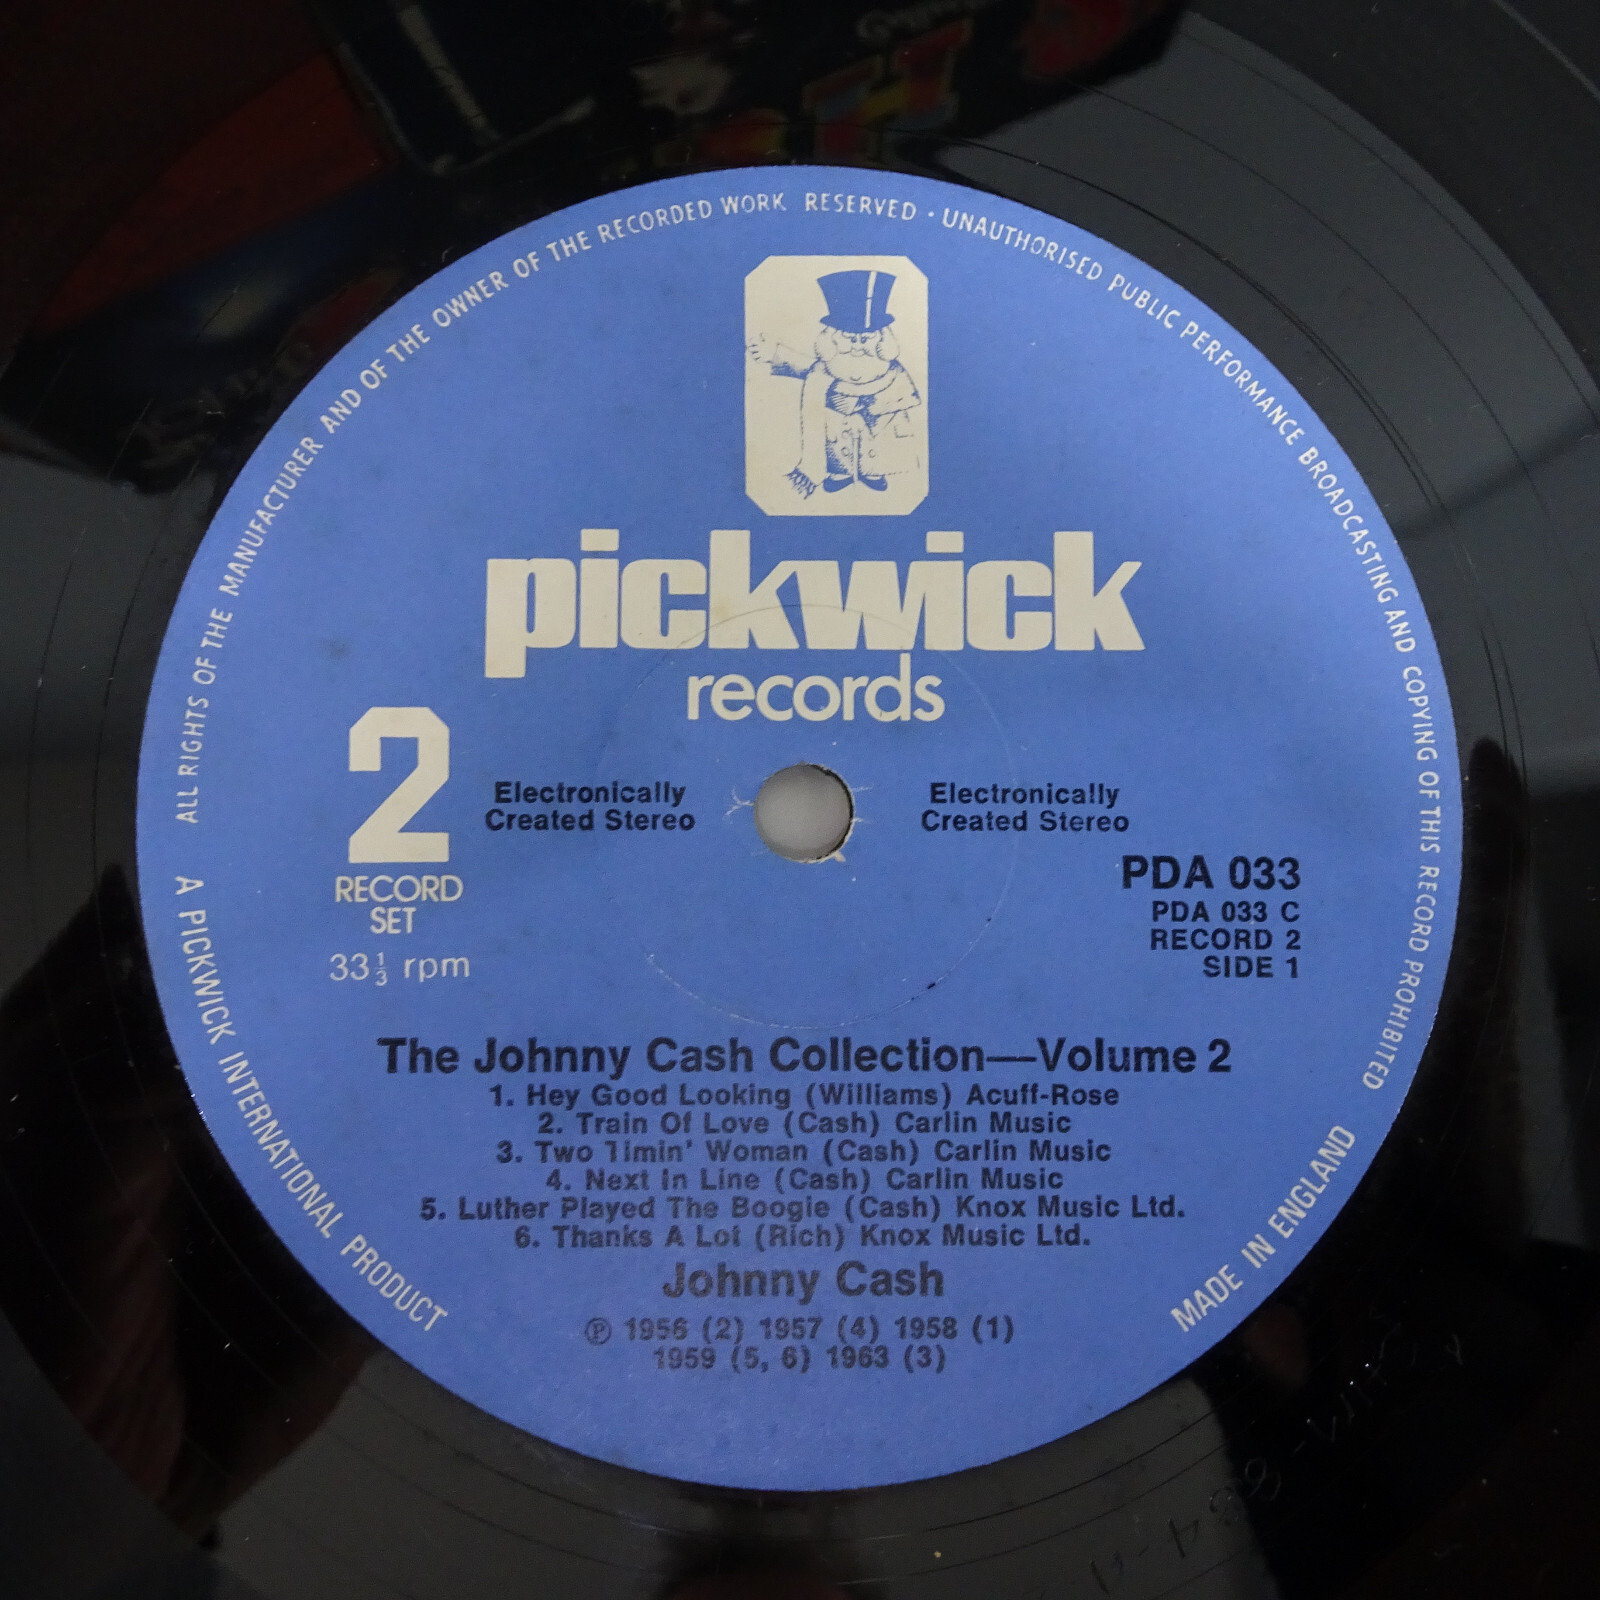 ALL RIGHTS OF THE MANUFACTURER AND OF THE OWNER OF THE RECORDED WORK RESERVED · UNAUTHORISED PUBLIC PERFORMANCE BROADCASTING AND COPYING OF THIS RECORD PROHIBITED
pickwick
records
2
RECORD
SET
33⅓ rpm
Electronically
Created Stereo
Electronically
Created Stereo
PDA 033
PDA 033 C
RECORD 2
SIDE 1
The Johnny Cash Collection—Volume 2
1. Hey Good Looking (Williams) Acuff-Rose
2. Train Of Love (Cash) Carlin Music
3. Two Timin' Woman (Cash) Carlin Music
4. Next In Line (Cash) Carlin Music
5. Luther Played The Boogie (Cash) Knox Music Ltd.
6. Thanks A Lot (Rich) Knox Music Ltd.
Johnny Cash
℗ 1956 (2) 1957 (4) 1958 (1)
1959 (5, 6) 1963 (3)
A PICKWICK INTERNATIONAL PRODUCT
MADE IN ENGLAND